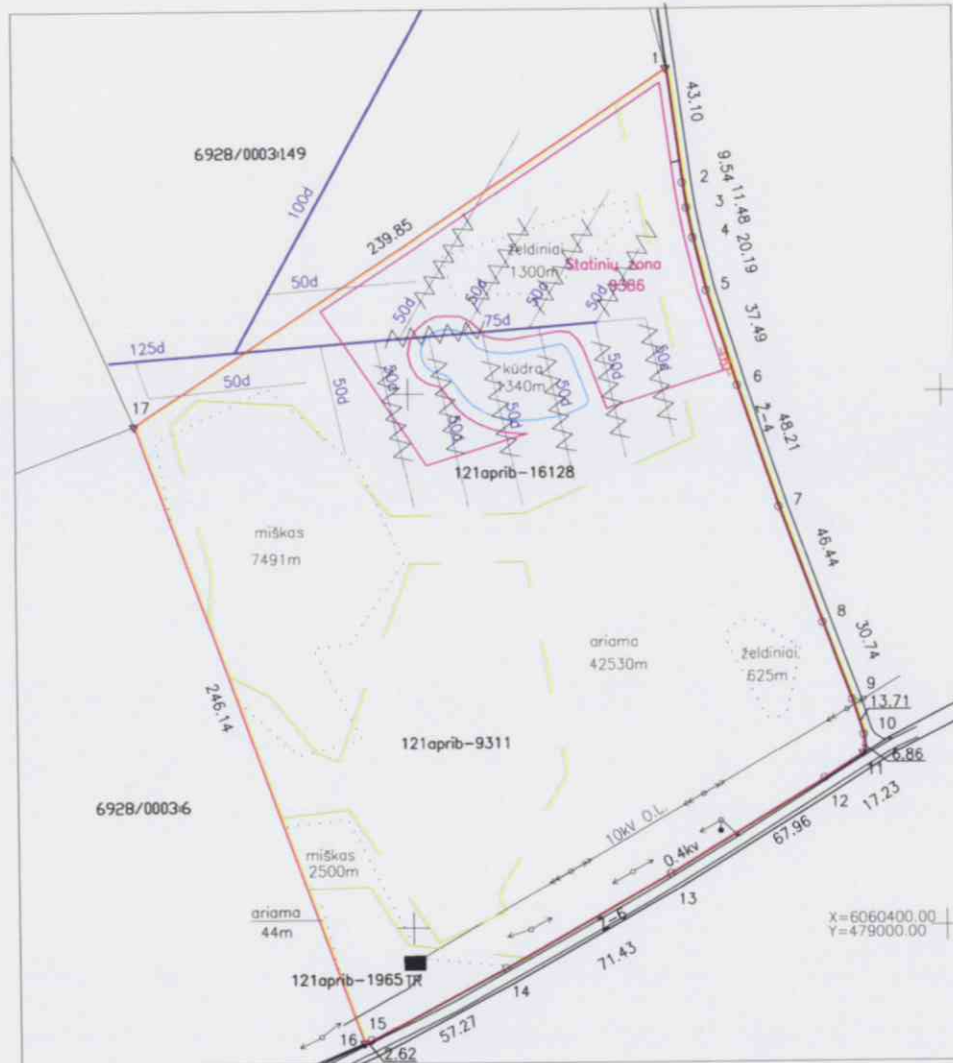 1
43.10
6928/0003:149
2
9.54
3
11.48
100d
239.85
4
20.19
želdiniai
1300m
Statinių zona
9386
50d
50d
50d
50d
50d
5
37.49
75d
125d
50d
kūdra
1340m
50d
50d
50d
50d
50d
50d
50d
6
Z-4
48.21
17
121aprib-16128
7
miškas
7491m
46.44
ariama
42530m
8
želdiniai
625m
30.74
9
13.71
10
246.14
121aprib-9311
6.86
11
12
17.23
6928/0003:6
10kV O.L.
67.96
miškas
2500m
0.4kv
13
ariama
44m
Z-6
X=6060400.00
Y=479000.00
71.43
121aprib-1965
TR
14
15
57.27
16
2.62